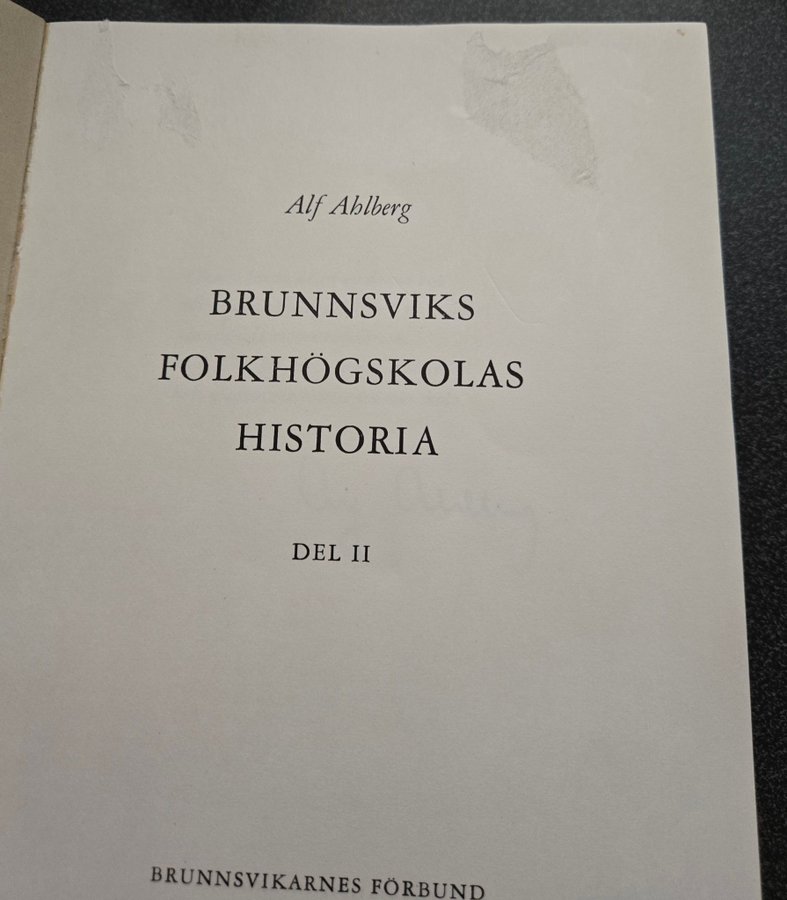 Alf Ahlberg
BRUNNSVIKS
FOLKHÖGSKOLAS
HISTORIA
DEL II
BRUNNSVIKARNES FÖRBUND